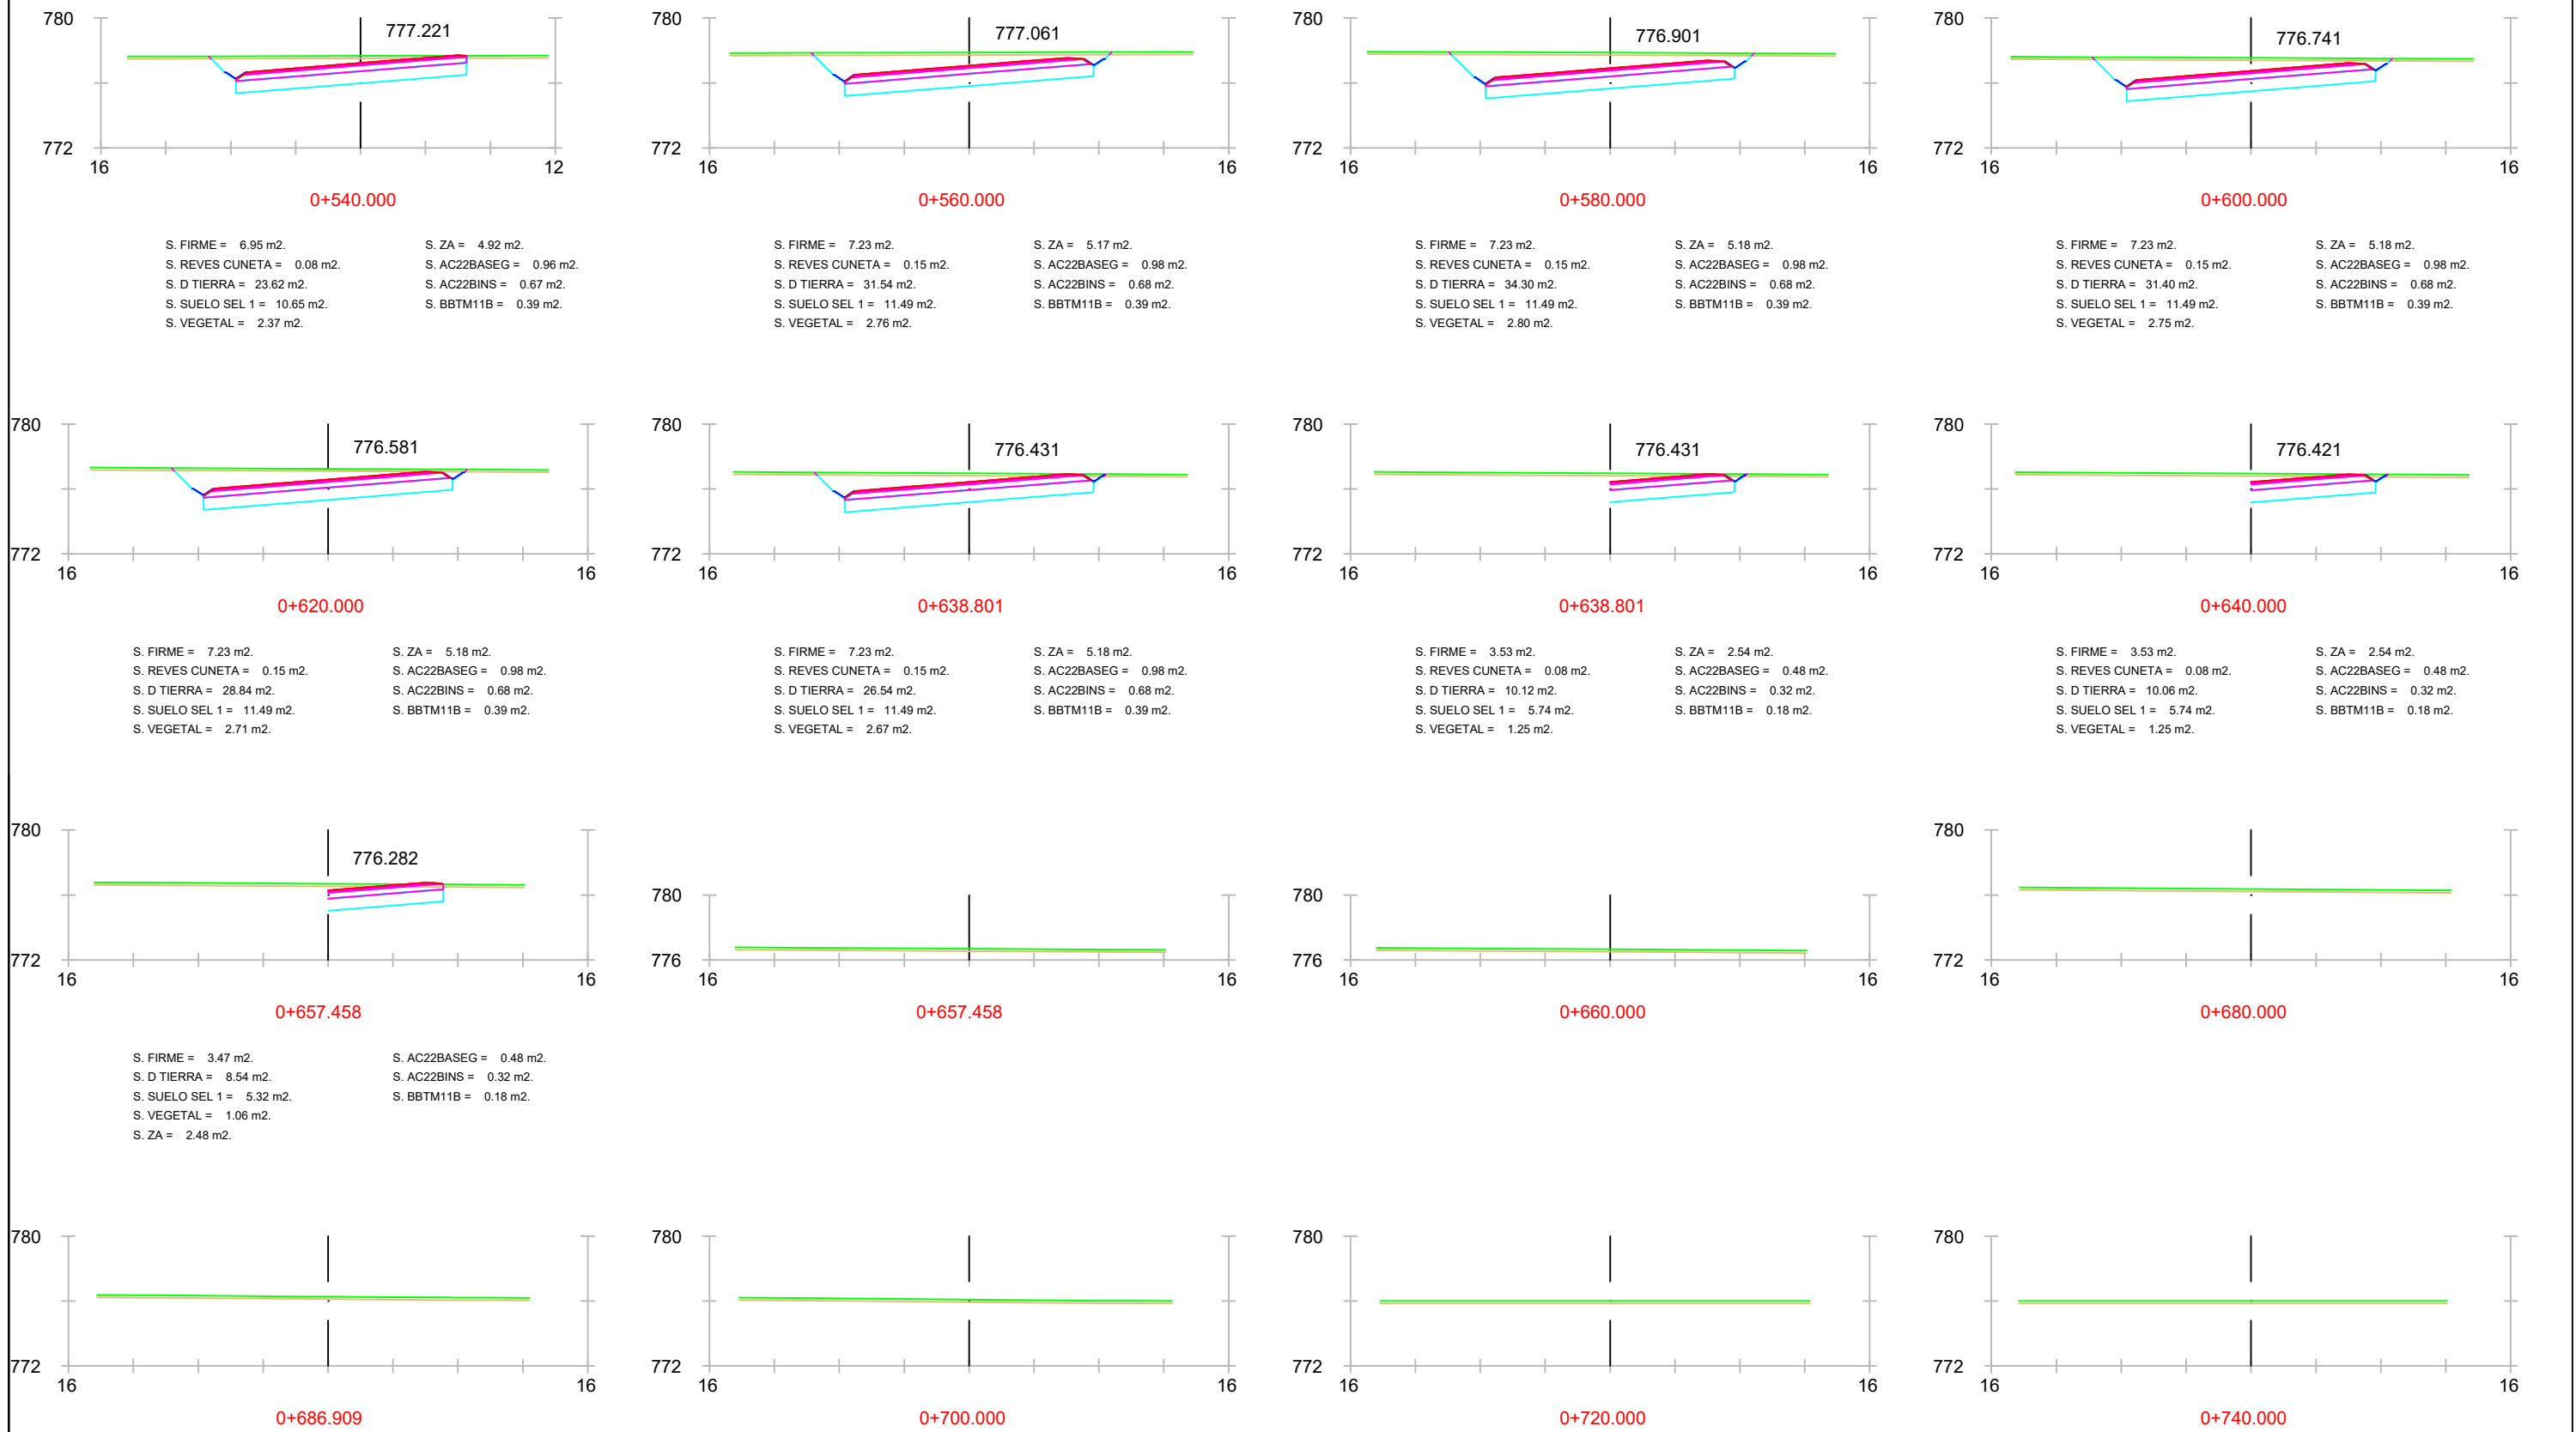 780 777.221
772
16 12
0+540.000
S. FIRME = 6.95 m2. S. ZA = 4.92 m2.
S. REVES CUNETA = 0.08 m2. S. AC22BASEG = 0.96 m2.
S. D TIERRA = 23.62 m2. S. AC22BINS = 0.67 m2.
S. SUELO SEL 1 = 10.65 m2. S. BBTM11B = 0.39 m2.
S. VEGETAL = 2.37 m2.
780 777.061
772
16 16
0+560.000
S. FIRME = 7.23 m2. S. ZA = 5.17 m2.
S. REVES CUNETA = 0.15 m2. S. AC22BASEG = 0.98 m2.
S. D TIERRA = 31.54 m2. S. AC22BINS = 0.68 m2.
S. SUELO SEL 1 = 11.49 m2. S. BBTM11B = 0.39 m2.
S. VEGETAL = 2.76 m2.
780 776.901
772
16 16
0+580.000
S. FIRME = 7.23 m2. S. ZA = 5.18 m2.
S. REVES CUNETA = 0.15 m2. S. AC22BASEG = 0.98 m2.
S. D TIERRA = 34.30 m2. S. AC22BINS = 0.68 m2.
S. SUELO SEL 1 = 11.49 m2. S. BBTM11B = 0.39 m2.
S. VEGETAL = 2.80 m2.
780 776.741
772
16 16
0+600.000
S. FIRME = 7.23 m2. S. ZA = 5.18 m2.
S. REVES CUNETA = 0.15 m2. S. AC22BASEG = 0.98 m2.
S. D TIERRA = 31.40 m2. S. AC22BINS = 0.68 m2.
S. SUELO SEL 1 = 11.49 m2. S. BBTM11B = 0.39 m2.
S. VEGETAL = 2.75 m2.
780 776.581
772
16 16
0+620.000
S. FIRME = 7.23 m2. S. ZA = 5.18 m2.
S. REVES CUNETA = 0.15 m2. S. AC22BASEG = 0.98 m2.
S. D TIERRA = 28.84 m2. S. AC22BINS = 0.68 m2.
S. SUELO SEL 1 = 11.49 m2. S. BBTM11B = 0.39 m2.
S. VEGETAL = 2.71 m2.
780 776.431
772
16 16
0+638.801
S. FIRME = 7.23 m2. S. ZA = 5.18 m2.
S. REVES CUNETA = 0.15 m2. S. AC22BASEG = 0.98 m2.
S. D TIERRA = 26.54 m2. S. AC22BINS = 0.68 m2.
S. SUELO SEL 1 = 11.49 m2. S. BBTM11B = 0.39 m2.
S. VEGETAL = 2.67 m2.
780 776.431
772
16 16
0+638.801
S. FIRME = 3.53 m2. S. ZA = 2.54 m2.
S. REVES CUNETA = 0.08 m2. S. AC22BASEG = 0.48 m2.
S. D TIERRA = 10.12 m2. S. AC22BINS = 0.32 m2.
S. SUELO SEL 1 = 5.74 m2. S. BBTM11B = 0.18 m2.
S. VEGETAL = 1.25 m2.
780 776.421
772
16 16
0+640.000
S. FIRME = 3.53 m2. S. ZA = 2.54 m2.
S. REVES CUNETA = 0.08 m2. S. AC22BASEG = 0.48 m2.
S. D TIERRA = 10.06 m2. S. AC22BINS = 0.32 m2.
S. SUELO SEL 1 = 5.74 m2. S. BBTM11B = 0.18 m2.
S. VEGETAL = 1.25 m2.
780 776.282
772
16 16
0+657.458
S. FIRME = 3.47 m2. S. AC22BASEG = 0.48 m2.
S. D TIERRA = 8.54 m2. S. AC22BINS = 0.32 m2.
S. SUELO SEL 1 = 5.32 m2. S. BBTM11B = 0.18 m2.
S. VEGETAL = 1.06 m2.
S. ZA = 2.48 m2.
780
776
16 16
0+657.458
780
776
16 16
0+660.000
780
772
16 16
0+680.000
780
772
16 16
0+686.909
780
772
16 16
0+700.000
780
772
16 16
0+720.000
780
772
16 16
0+740.000